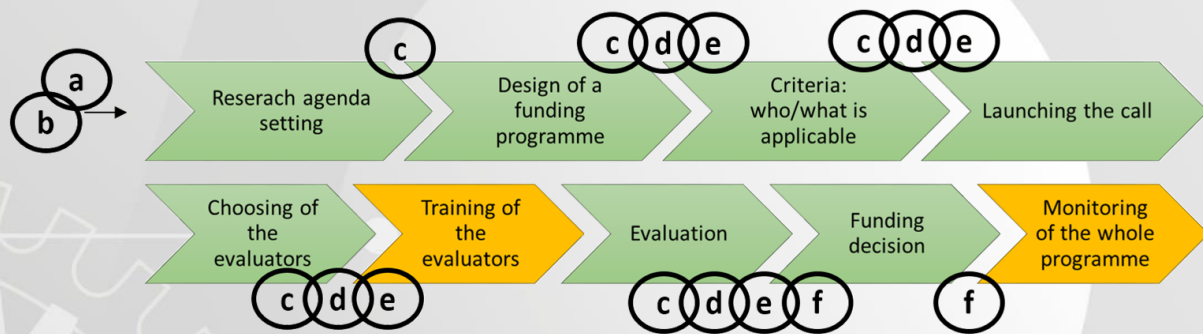 c
c d e
c d e
a
b
Reserach agenda
setting
Design of a
funding
programme
Criteria:
who/what is
applicable
Launching the call
Choosing of
the
evaluators
Training of
the
evaluators
Evaluation
Funding
decision
Monitoring
of the whole
programme
c d e
c d e f
f